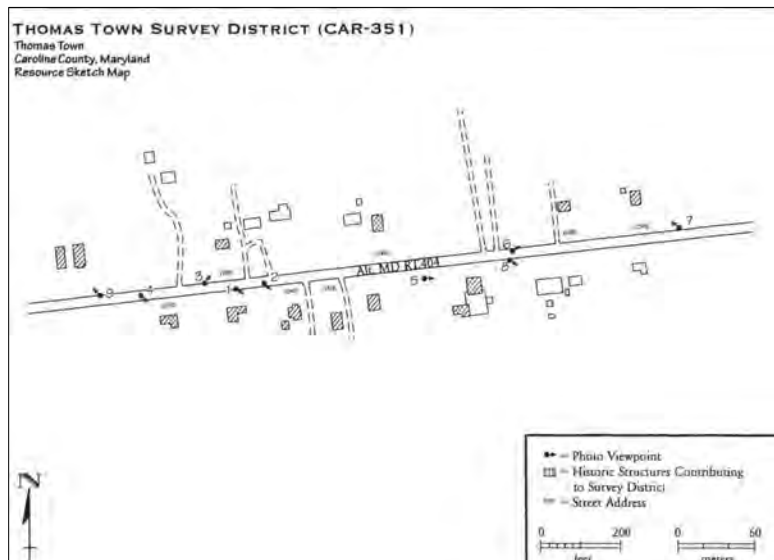 THOMAS TOWN SURVEY DISTRICT (CAR-351)
Thomas Town
Caroline County, Maryland
Resource Sketch Map
7
6
Alt. MD RT.404
3
2
5
8
9
4
1
N
= Photo Viewpoint
= Historic Structures Contributing
to Survey District
= Street Address
0 200 0 60
feet meters